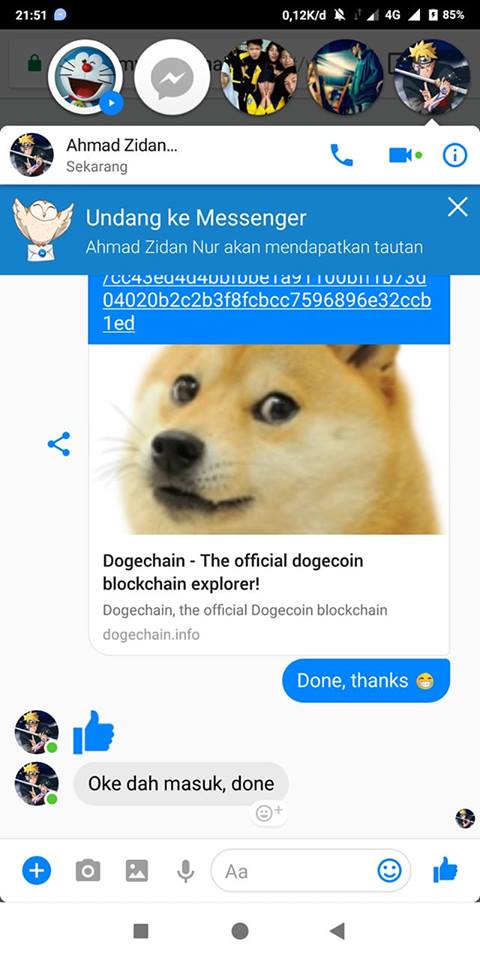 21:51
0,12K/d
4G
85%
Ahmad Zidan...
Sekarang
Undang ke Messenger
Ahmad Zidan Nur akan mendapatkan tautan
04020b2c2b3f8fcbcc7596896e32ccb
1ed
Dogechain - The official dogecoin
blockchain explorer!
Dogechain, the official Dogecoin blockchain
dogechain.info
Done, thanks 😁
Oke dah masuk, done
Aa